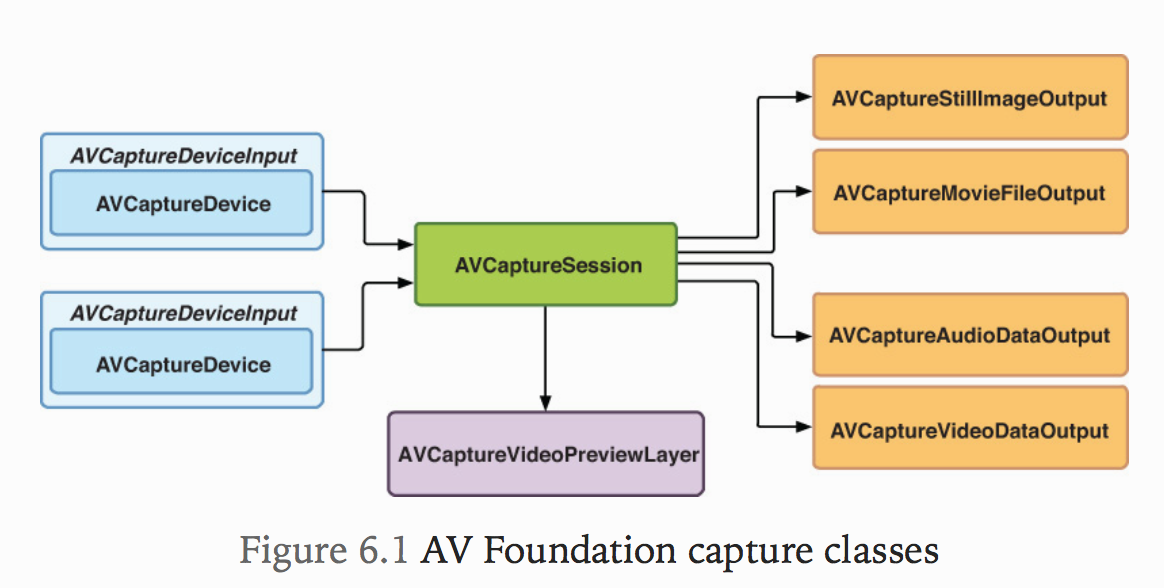 AVCaptureDeviceInput
AVCaptureDevice
AVCaptureDeviceInput
AVCaptureDevice
AVCaptureSession
AVCaptureVideoPreviewLayer
AVCaptureStillImageOutput
AVCaptureMovieFileOutput
AVCaptureAudioDataOutput
AVCaptureVideoDataOutput
Figure 6.1 AV Foundation capture classes